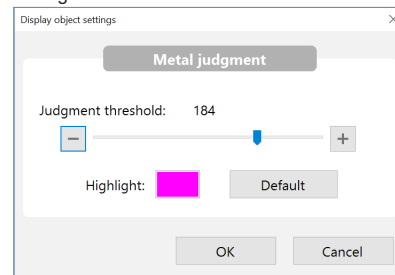 Display object settings
Metal judgment
Judgment threshold: 184
Highlight: Default
OK Cancel